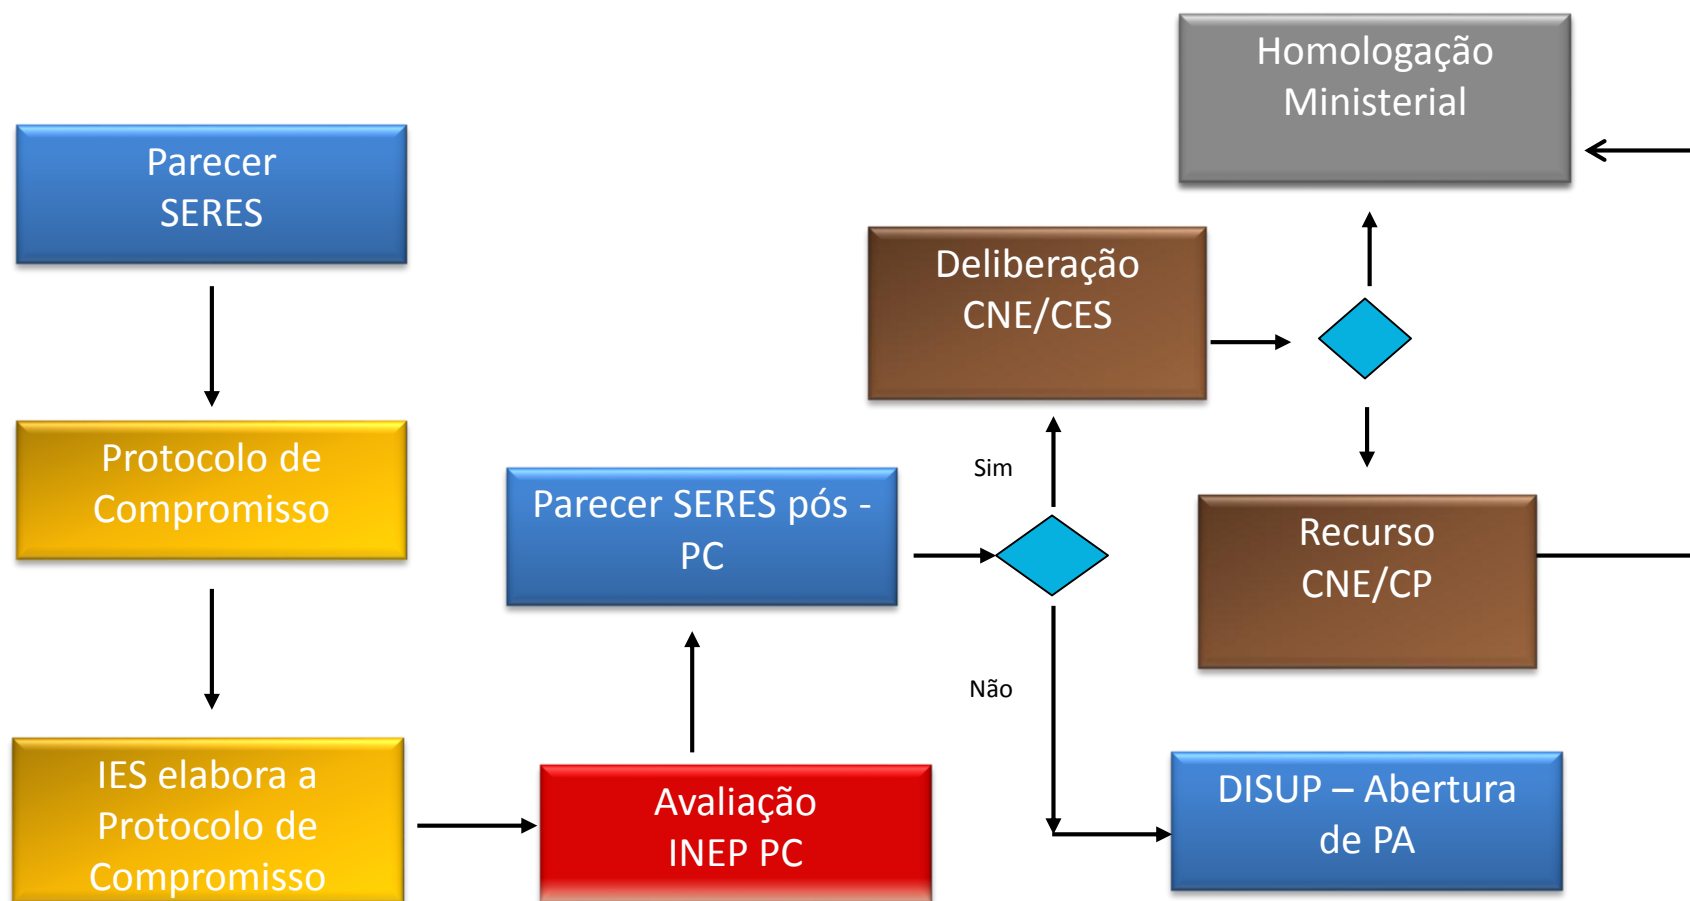 Parecer
SERES
Protocolo de
Compromisso
IES elabora a
Protocolo de
Compromisso
Avaliação
INEP PC
Parecer SERES pós -
PC
Sim
Não
Deliberação
CNE/CES
Homologação
Ministerial
Recurso
CNE/CP
DISUP – Abertura
de PA